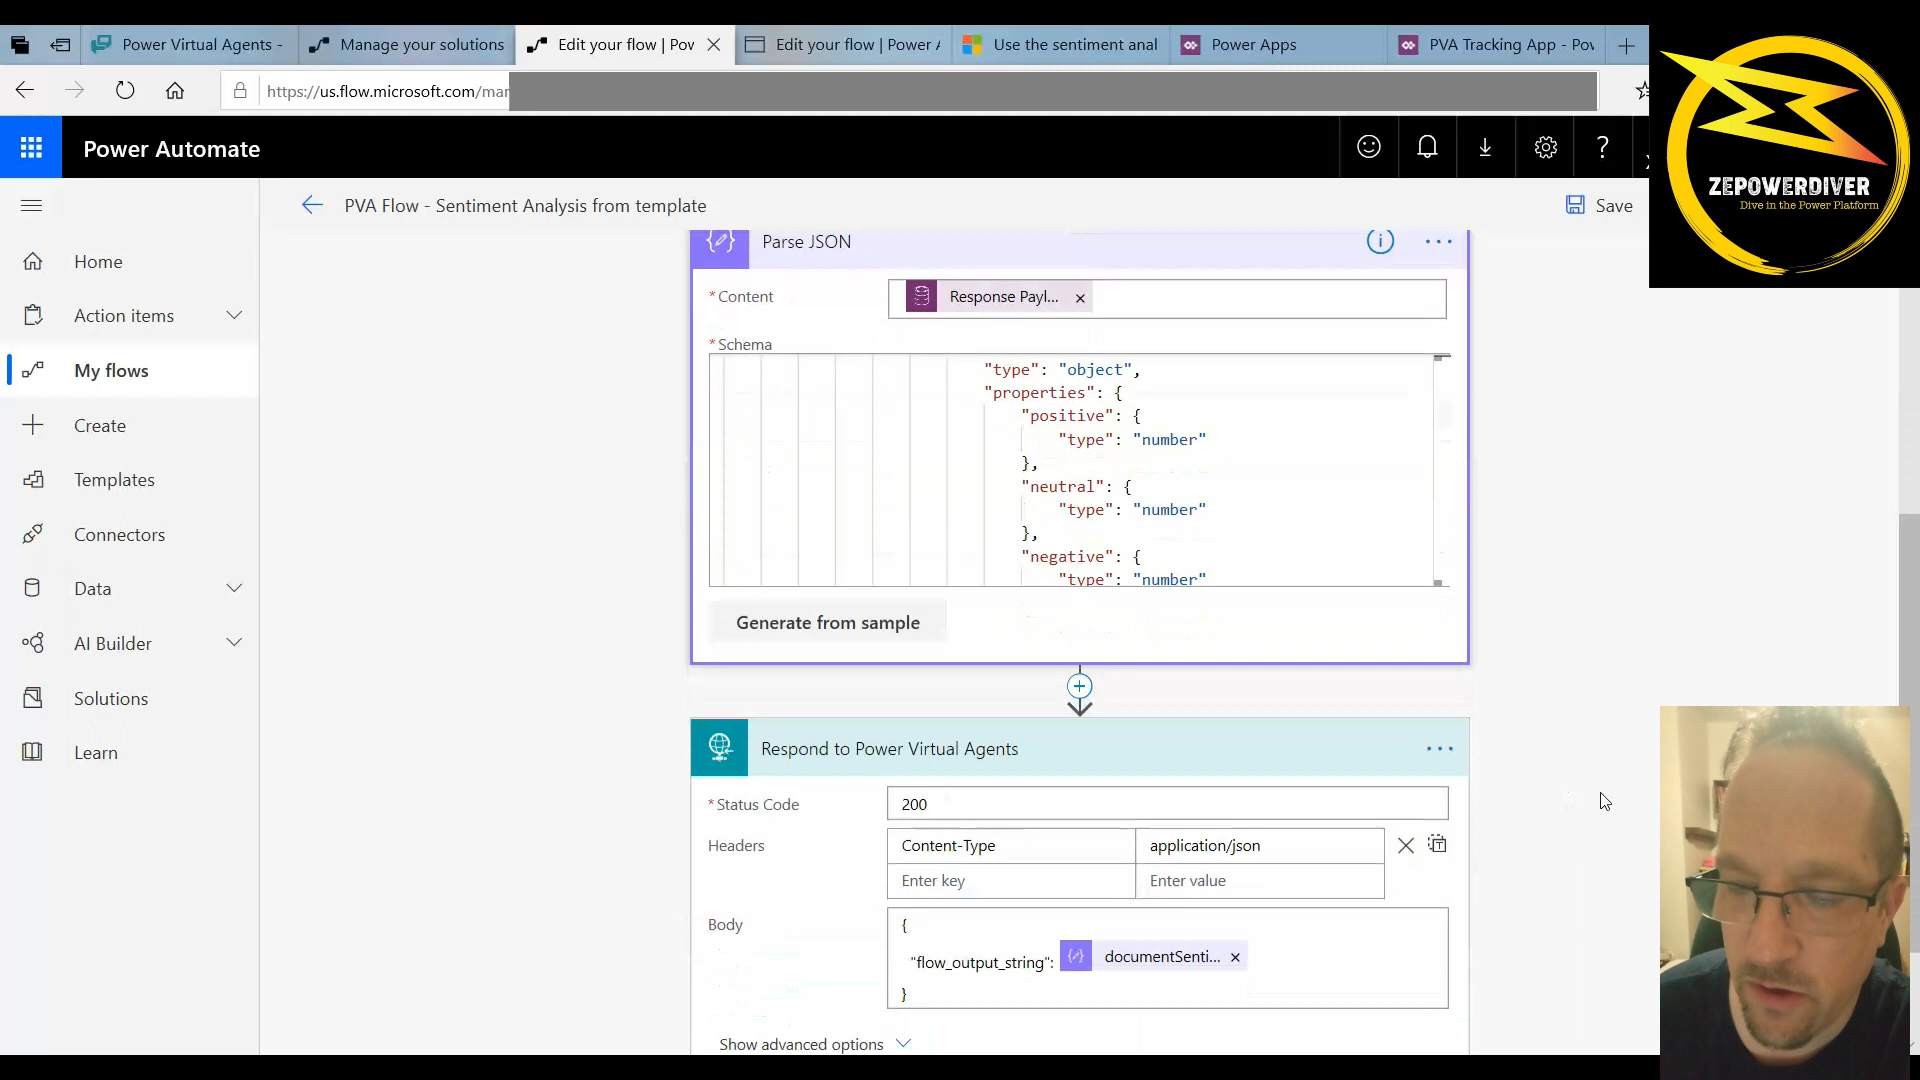 Power Virtual Agents -
Manage your solutions
Edit your flow | Pov
Edit your flow | Power A
Use the sentiment anal
Power Apps
PVA Tracking App - Pov
https://us.flow.microsoft.com/mar
Power Automate
?
ZEPOWERDIVER
Dive in the Power Platform
PVA Flow - Sentiment Analysis from template
Save
Home
Action items
My flows
Create
Templates
Connectors
Data
AI Builder
Solutions
Learn
Parse JSON
* Content
Response Payl...
* Schema
"type": "object",
"properties": {
"positive": {
"type": "number"
},
"neutral": {
"type": "number"
},
"negative": {
"type": "number"
Generate from sample
Respond to Power Virtual Agents
* Status Code
200
Headers
Content-Type
application/json
Enter key
Enter value
Body
{
"flow_output_string": documentSenti...
}
Show advanced options